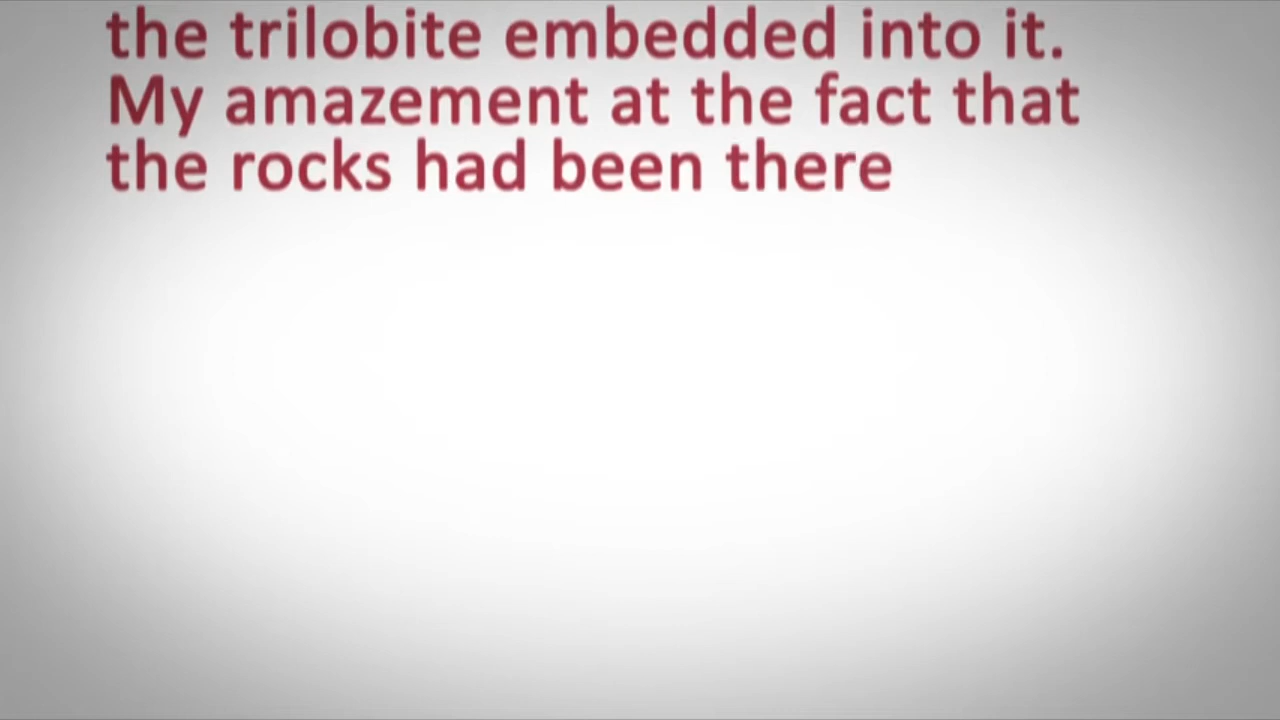 the trilobite embedded into it.
My amazement at the fact that
the rocks had been there